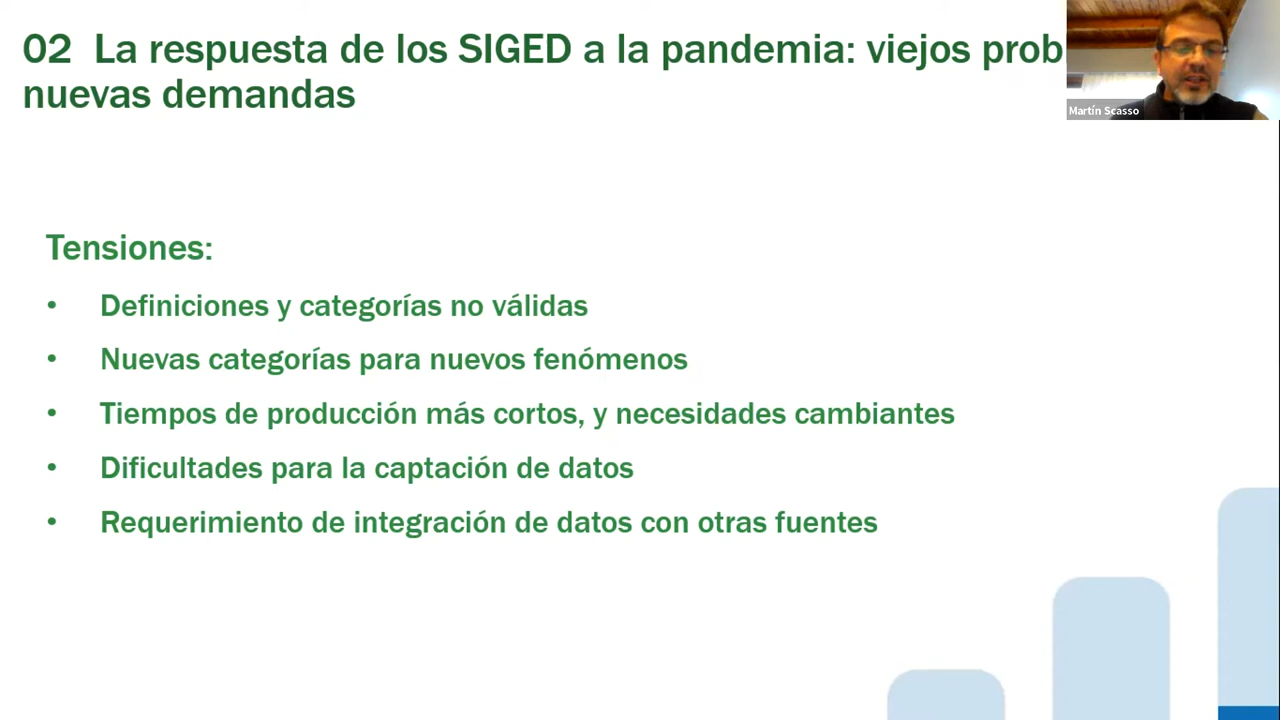 02 La respuesta de los SIGED a la pandemia: viejos prob
nuevas demandas
Martín Scasso
Tensiones:
• Definiciones y categorías no válidas
• Nuevas categorías para nuevos fenómenos
• Tiempos de producción más cortos, y necesidades cambiantes
• Dificultades para la captación de datos
• Requerimiento de integración de datos con otras fuentes